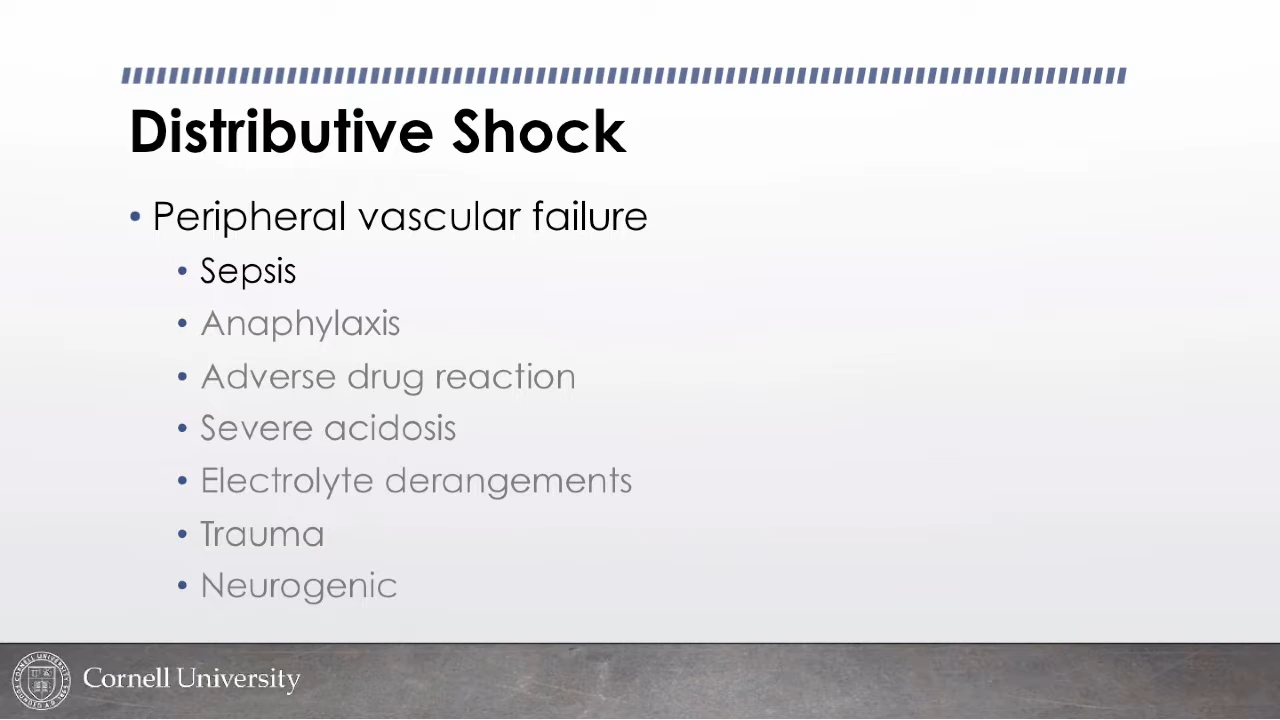 Distributive Shock
• Peripheral vascular failure
• Sepsis
• Anaphylaxis
• Adverse drug reaction
• Severe acidosis
• Electrolyte derangements
• Trauma
• Neurogenic
Cornell University